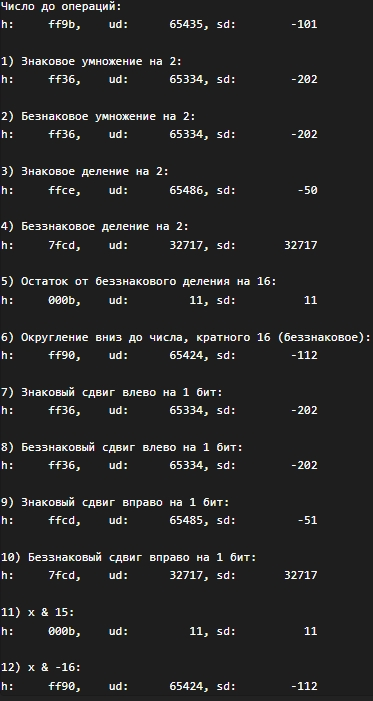 Число до операций:
h: ff9b, ud: 65435, sd: -101
1) Знаковое умножение на 2:
h: ff36, ud: 65334, sd: -202
2) Безнаковое умножение на 2:
h: ff36, ud: 65334, sd: -202
3) Знаковое деление на 2:
h: ffce, ud: 65486, sd: -50
4) Беззнаковое деление на 2:
h: 7fcd, ud: 32717, sd: 32717
5) Остаток от беззнакового деления на 16:
h: 000b, ud: 11, sd: 11
6) Округление вниз до числа, кратного 16 (беззнаковое):
h: ff90, ud: 65424, sd: -112
7) Знаковый сдвиг влево на 1 бит:
h: ff36, ud: 65334, sd: -202
8) Беззнаковый сдвиг влево на 1 бит:
h: ff36, ud: 65334, sd: -202
9) Знаковый сдвиг вправо на 1 бит:
h: ffcd, ud: 65485, sd: -51
10) Беззнаковый сдвиг вправо на 1 бит:
h: 7fcd, ud: 32717, sd: 32717
11) x & 15:
h: 000b, ud: 11, sd: 11
12) x & -16:
h: ff90, ud: 65424, sd: -112